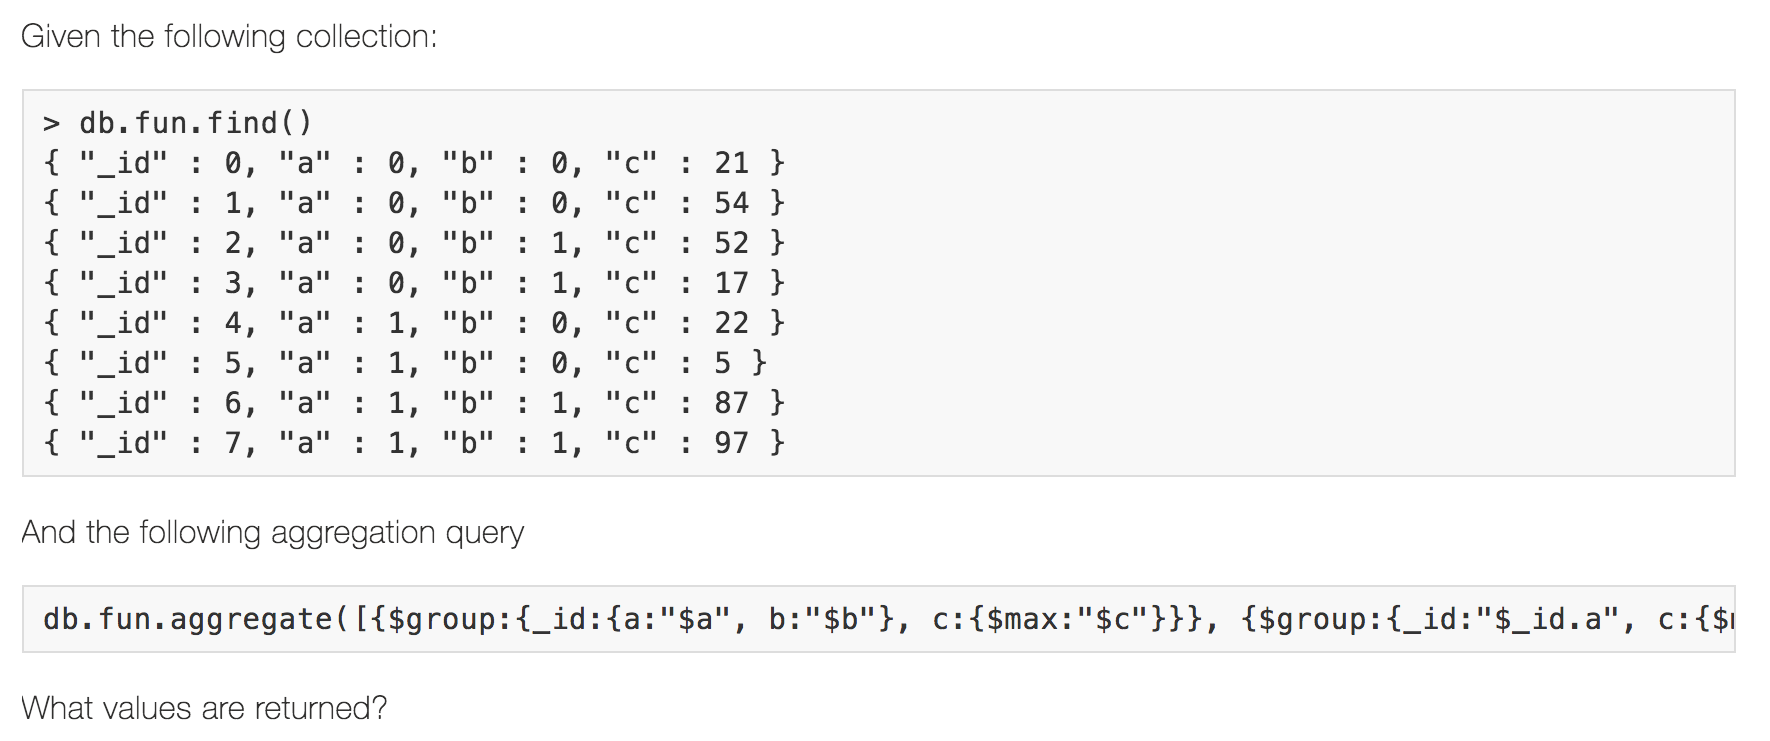 Given the following collection:
> db.fun.find()
{ "_id" : 0, "a" : 0, "b" : 0, "c" : 21 }
{ "_id" : 1, "a" : 0, "b" : 0, "c" : 54 }
{ "_id" : 2, "a" : 0, "b" : 1, "c" : 52 }
{ "_id" : 3, "a" : 0, "b" : 1, "c" : 17 }
{ "_id" : 4, "a" : 1, "b" : 0, "c" : 22 }
{ "_id" : 5, "a" : 1, "b" : 0, "c" : 5 }
{ "_id" : 6, "a" : 1, "b" : 1, "c" : 87 }
{ "_id" : 7, "a" : 1, "b" : 1, "c" : 97 }
And the following aggregation query
db.fun.aggregate([{$group:{_id:{a:"$a", b:"$b"}, c:{$max:"$c"}}}, {$group:{_id:"$_id.a", c:{$
What values are returned?